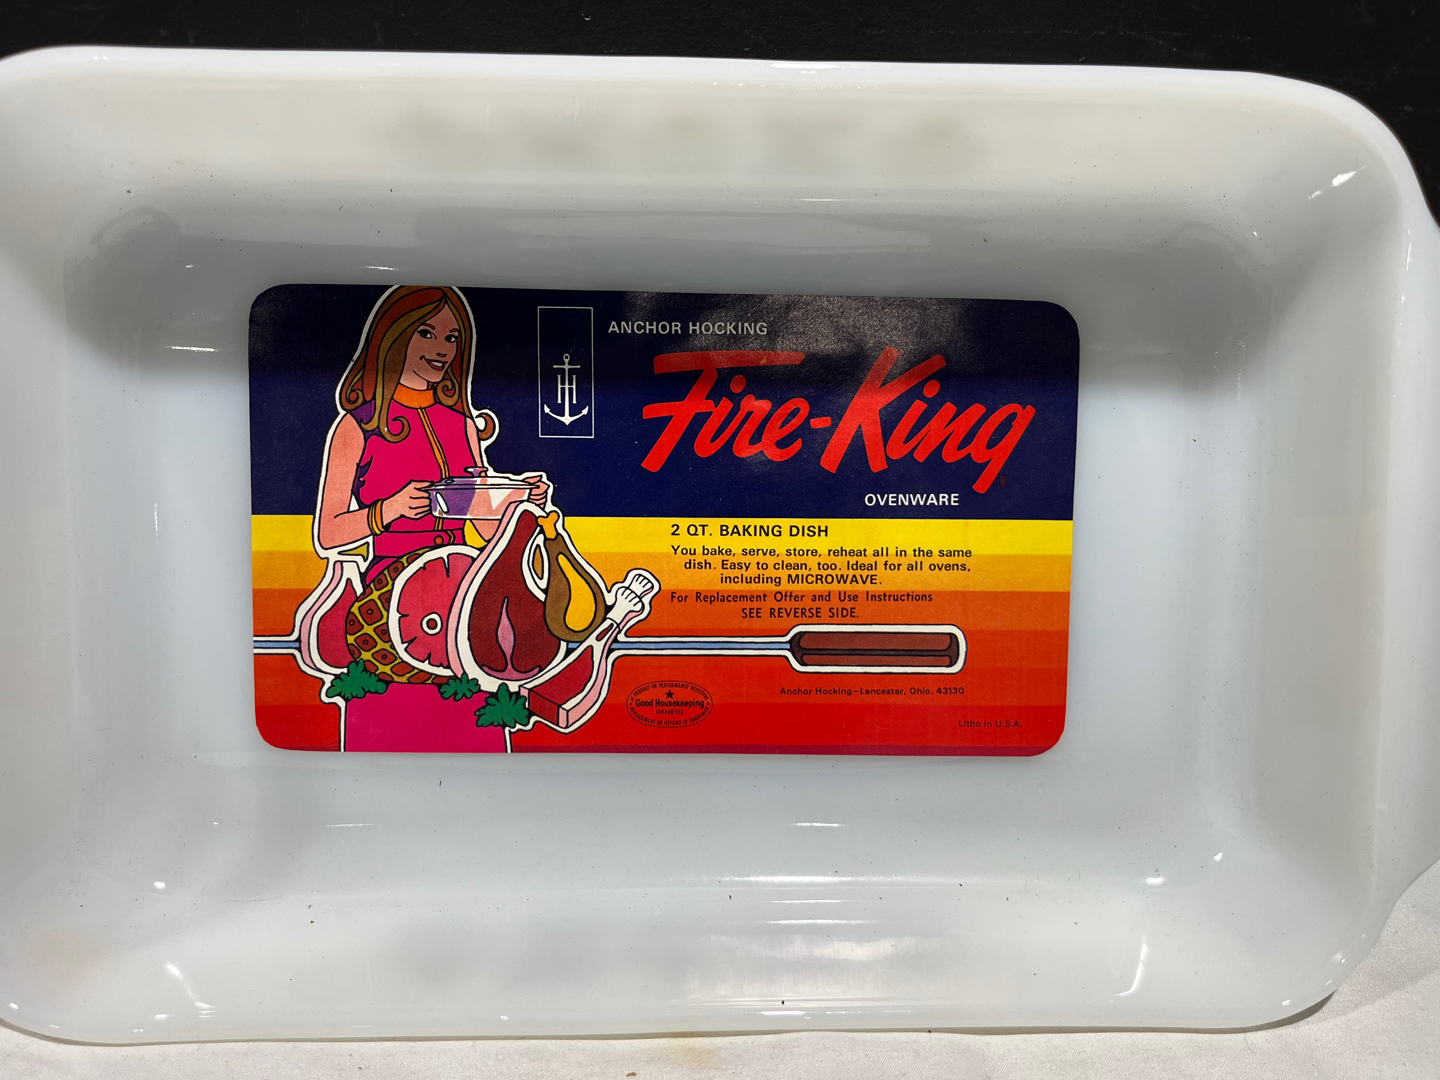 ANCHOR HOCKING
Fire-King
OVENWARE
2 QT. BAKING DISH
You bake, serve, store, reheat all in the same
dish. Easy to clean, too. Ideal for all ovens,
including MICROWAVE.
For Replacement Offer and Use Instructions
SEE REVERSE SIDE.
Anchor Hocking—Lancaster, Ohio, 43130
Good Housekeeping
Litho in U.S.A.